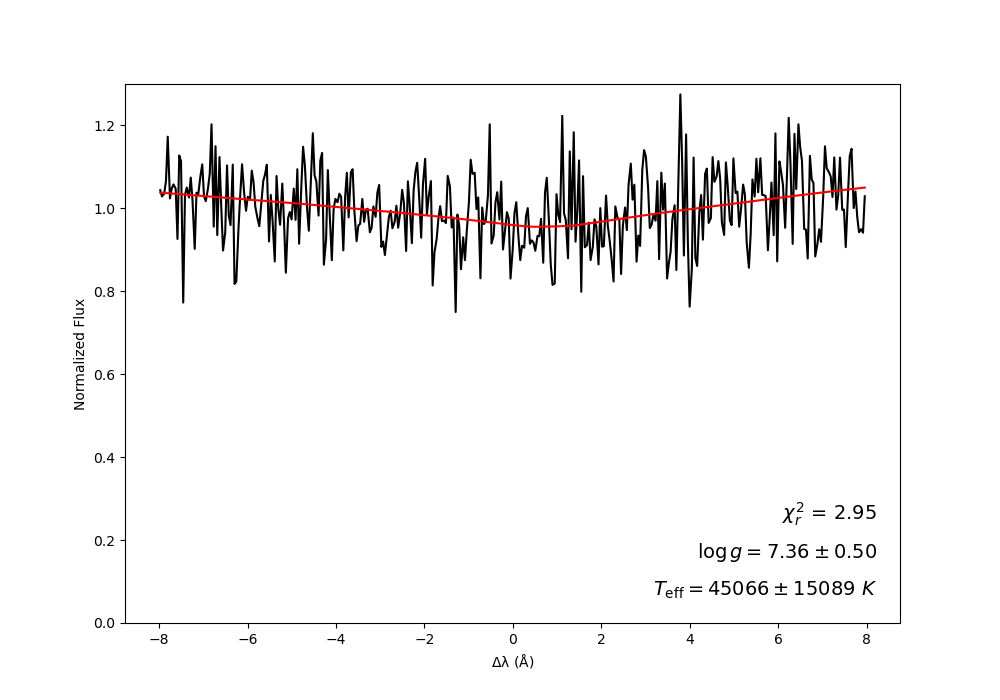 1.2
1.0
0.8
0.6
0.4
0.2
0.0
Normalized Flux
χ²ᵣ = 2.95
log g = 7.36 ± 0.50
T_eff = 45066 ± 15089 K
−8 −6 −4 −2 0 2 4 6 8
Δλ (Å)